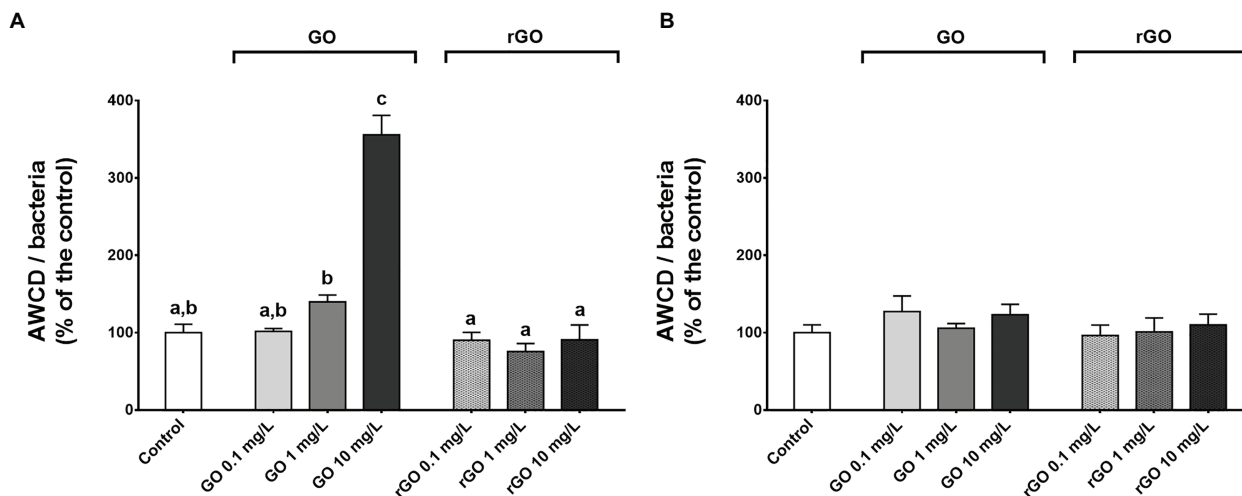 A
GO
rGO
AWCD / bacteria
(% of the control)
400
300
200
100
0
a,b
a,b
b
c
a
a
a
Control
GO 0.1 mg/L
GO 1 mg/L
GO 10 mg/L
rGO 0.1 mg/L
rGO 1 mg/L
rGO 10 mg/L
B
GO
rGO
AWCD / bacteria
(% of the control)
400
300
200
100
0
Control
GO 0.1 mg/L
GO 1 mg/L
GO 10 mg/L
rGO 0.1 mg/L
rGO 1 mg/L
rGO 10 mg/L